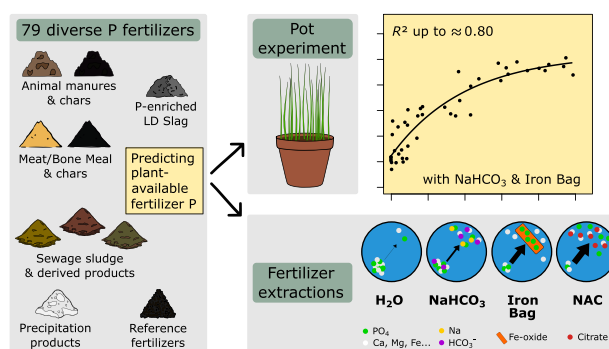 79 diverse P fertilizers
Animal manures
& chars
P-enriched
LD Slag
Meat/Bone Meal
& chars
Predicting
plant-
available
fertilizer P
Sewage sludge
& derived products
Precipitation
products
Reference
fertilizers
Pot
experiment
R² up to ≈ 0.80
with NaHCO₃ & Iron Bag
Fertilizer
extractions
H₂O
NaHCO₃
Iron
Bag
NAC
PO₄
Ca, Mg, Fe...
Na
HCO₃⁻
Fe-oxide
Citrate